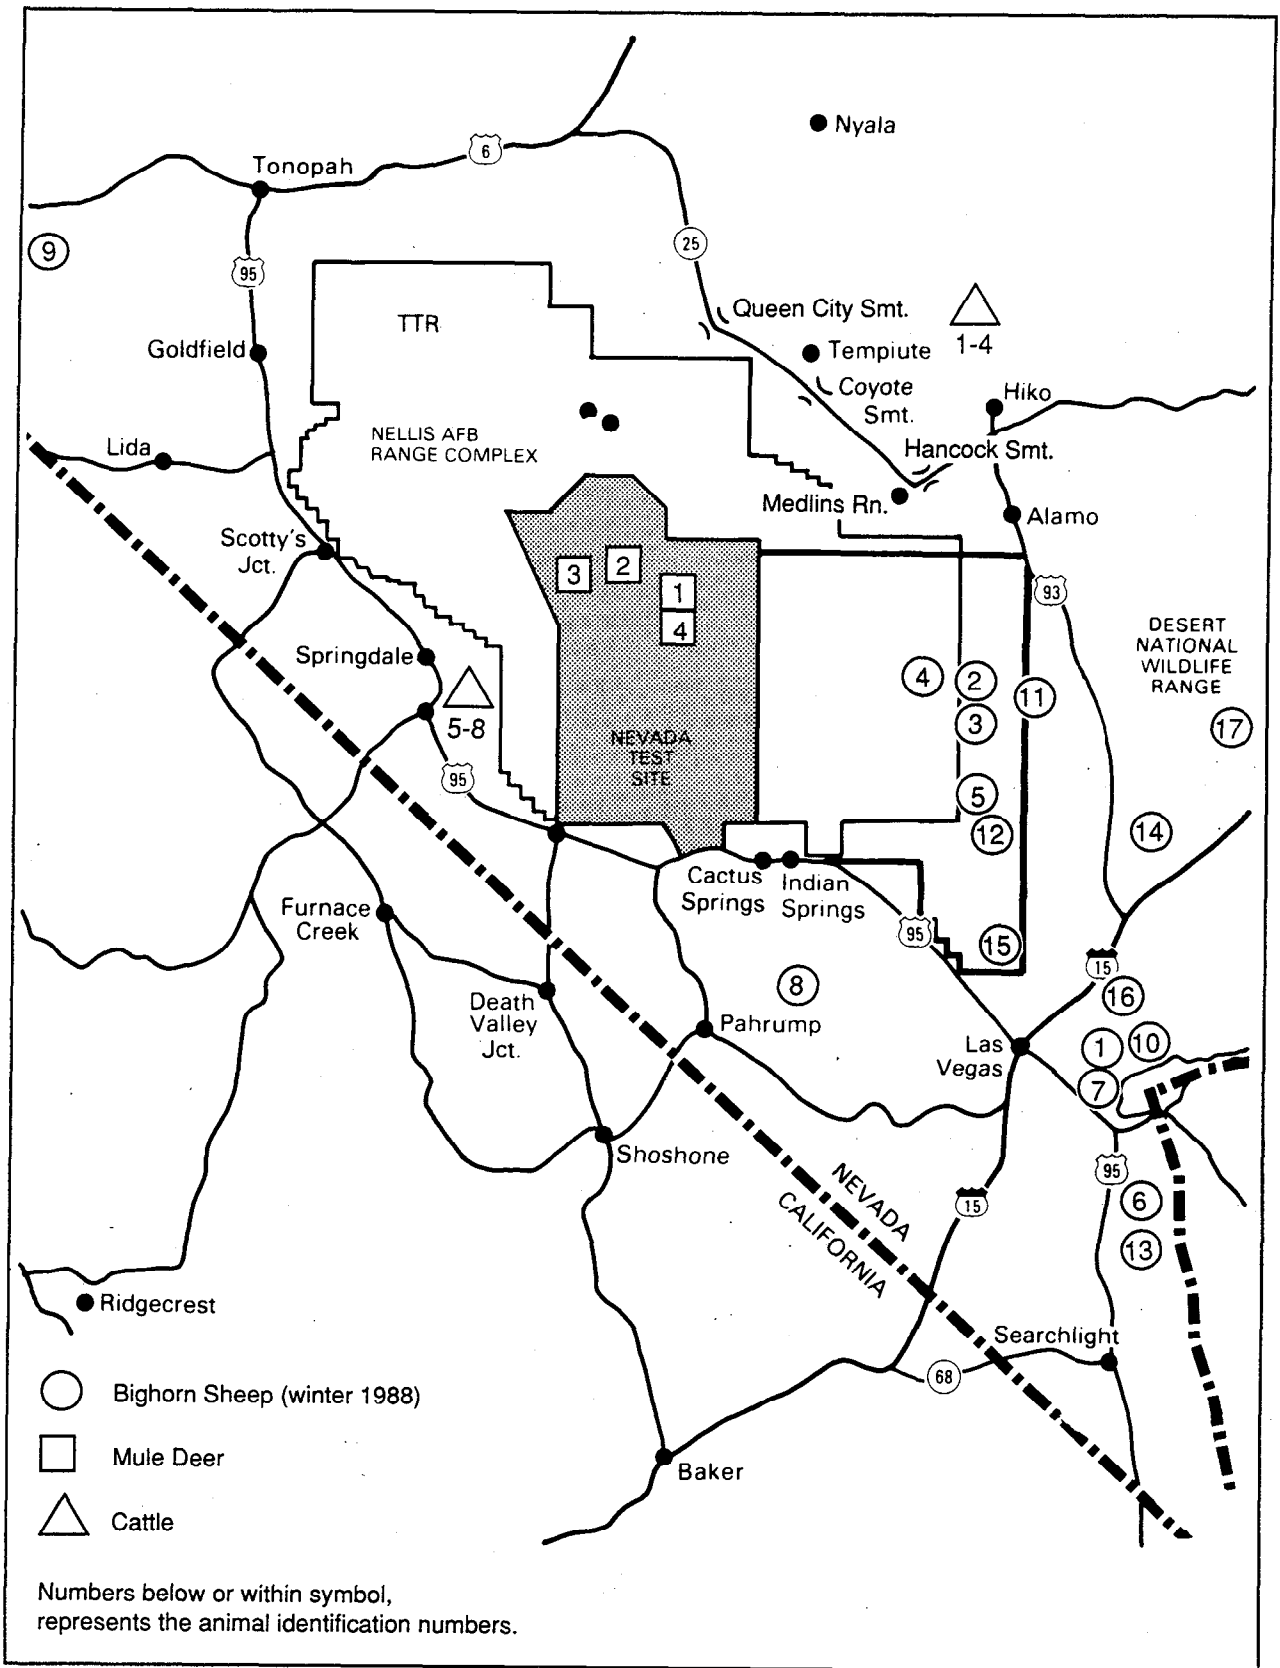 Nyala
6
Tonopah
25
9
95
Queen City Smt.
1-4
TTR
Goldfield
Tempiute
Coyote
Smt.
Hiko
NELLIS AFB
RANGE COMPLEX
Lida
Hancock Smt.
Medlins Rn.
Alamo
Scotty's
Jct.
3
2
1
4
93
DESERT
NATIONAL
WILDLIFE
RANGE
Springdale
5-8
4
2
3
11
17
NEVADA
TEST
SITE
95
5
12
14
Cactus
Springs
Indian
Springs
Furnace
Creek
95
15
15
16
8
Death
Valley
Jct.
Pahrump
Las
Vegas
1
10
7
Shoshone
NEVADA
CALIFORNIA
95
15
6
13
Ridgecrest
Searchlight
68
Baker
Bighorn Sheep (winter 1988)
Mule Deer
Cattle
Numbers below or within symbol,
represents the animal identification numbers.